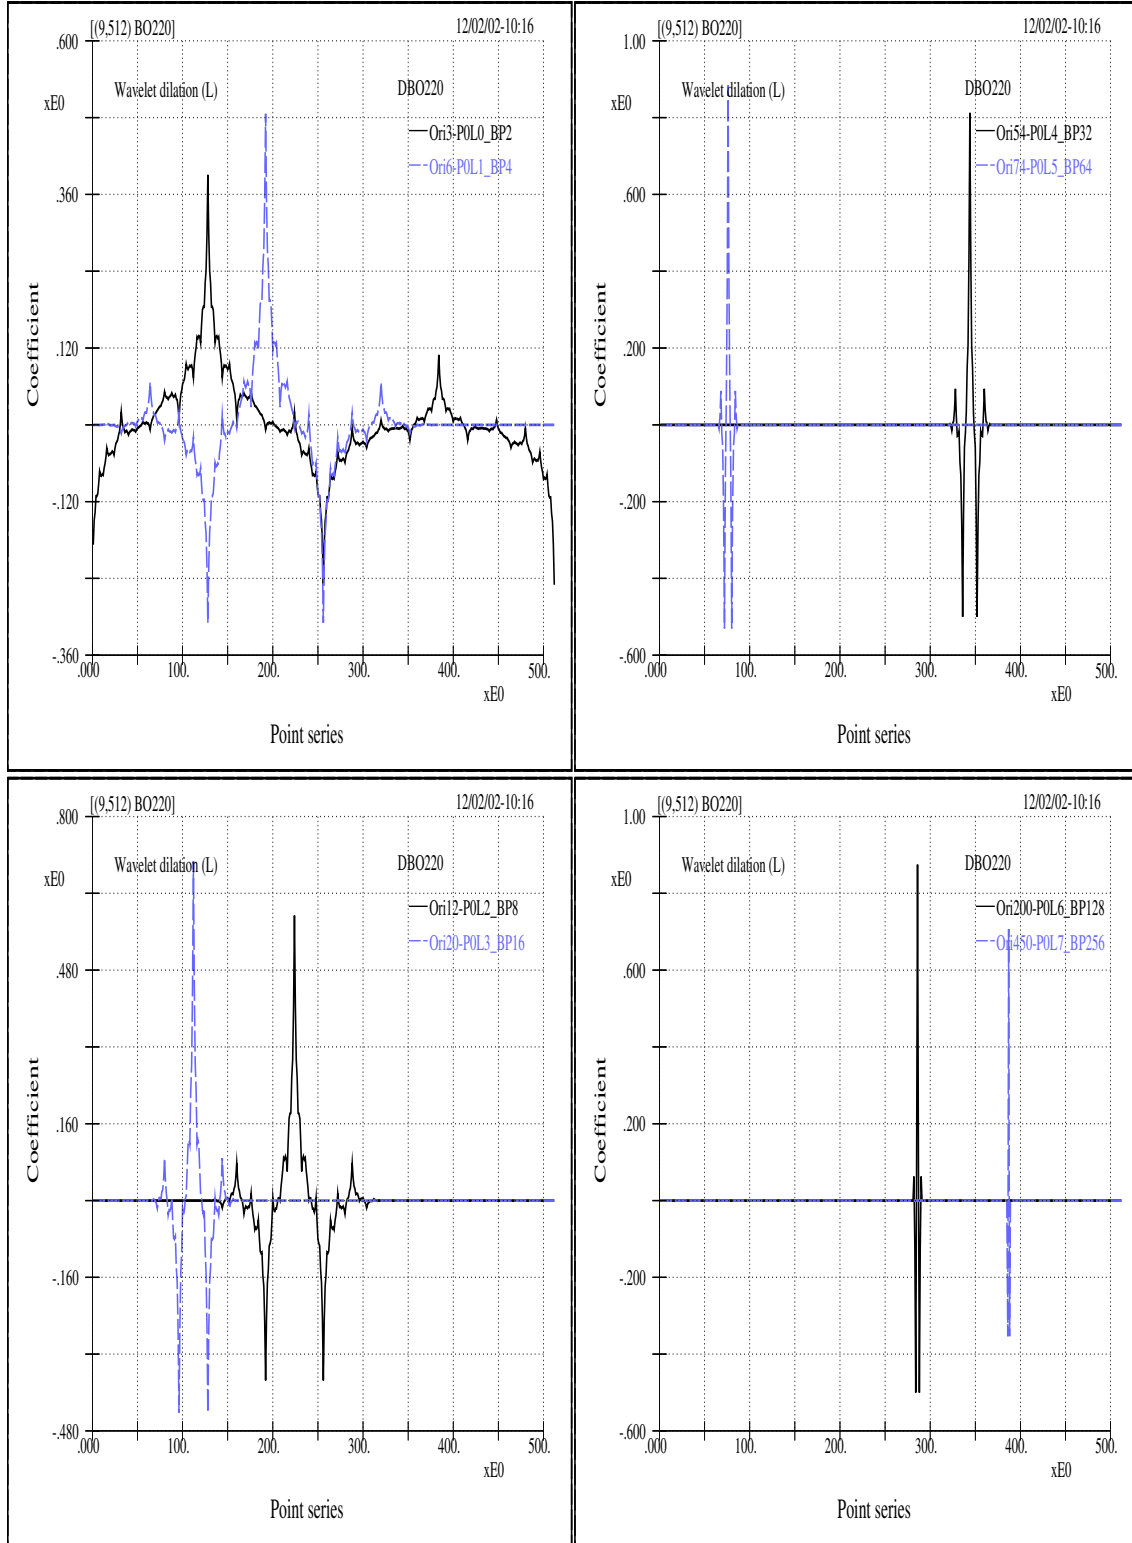 [(9,512) BO220] 12/02/02-10:16
.600
Wavelet dilation (L) DBO220
xE0
Ori3-P0L0_BP2
Ori6-P0L1_BP4
.360
.120
-.120
-.360
Coefficient
.000 100. 200. 300. 400. 500.
xE0
Point series
[(9,512) BO220] 12/02/02-10:16
1.00
Wavelet dilation (L) DBO220
xE0
Ori54-P0L4_BP32
Ori74-P0L5_BP64
.600
.200
-.200
-.600
Coefficient
.000 100. 200. 300. 400. 500.
xE0
Point series
[(9,512) BO220] 12/02/02-10:16
.800
Wavelet dilation (L) DBO220
xE0
Ori12-P0L2_BP8
Ori20-P0L3_BP16
.480
.160
-.160
-.480
Coefficient
.000 100. 200. 300. 400. 500.
xE0
Point series
[(9,512) BO220] 12/02/02-10:16
1.00
Wavelet dilation (L) DBO220
xE0
Ori200-P0L6_BP128
Ori450-P0L7_BP256
.600
.200
-.200
-.600
Coefficient
.000 100. 200. 300. 400. 500.
xE0
Point series